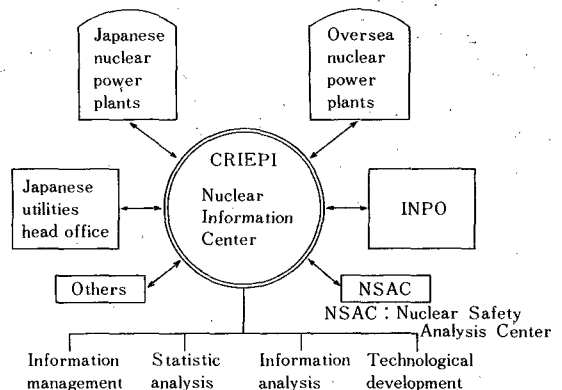 Japanese
nuclear
power
plants
Oversea
nuclear
power
plants
CRIEPI
Nuclear
Information
Center
Japanese
utilities
head office
INPO
Others
NSAC
NSAC : Nuclear Safety
Analysis Center
Information
management
Statistic
analysis
Information
analysis
Technological
development